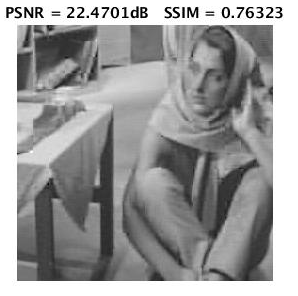 PSNR = 22.4701dB   SSIM = 0.76323